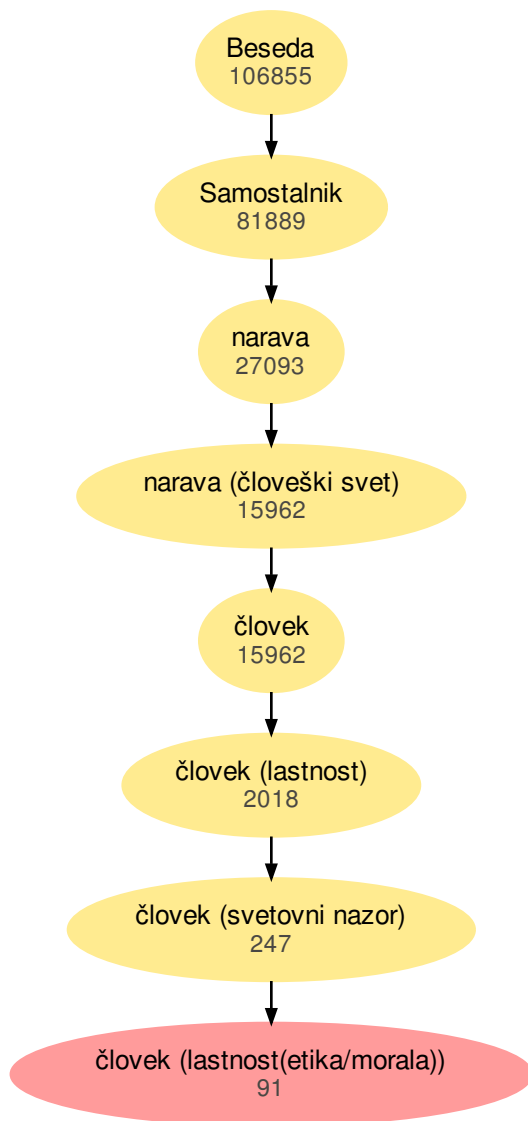 Beseda
106855
Samostalnik
81889
narava
27093
narava (človeški svet)
15962
človek
15962
človek (lastnost)
2018
človek (svetovni nazor)
247
človek (lastnost(etika/morala))
91